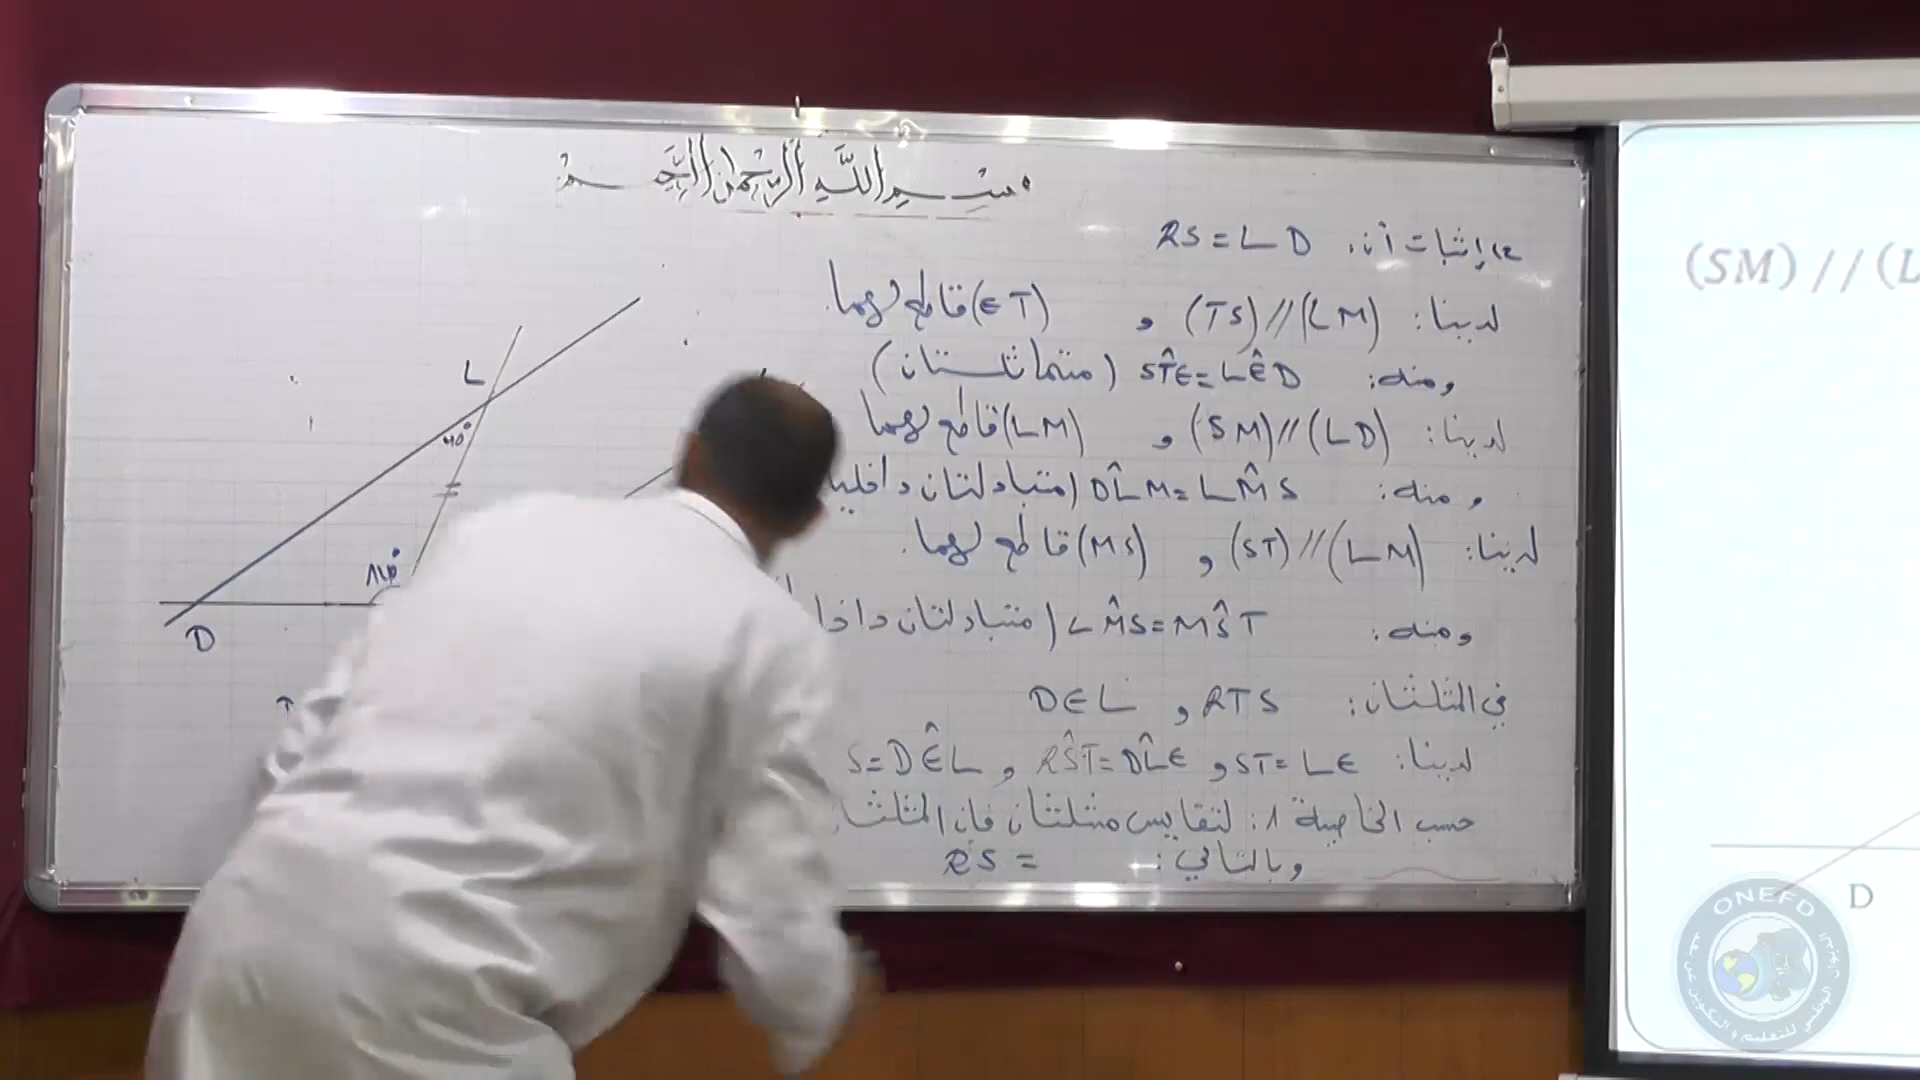 بسم الله الرحمن الرحيم
2) إثبات أن: RS = LD
لدينا: (TS) // (LM) و (ET) قاطع لهما.
ومنه: ST̂E = LÊD (متماثلتان)
لدينا: (SM) // (LD) و (LM) قاطع لهما
ومنه: DL̂M = LM̂S (متبادلتان داخليا
لدينا: (ST) // (LM) و (MS) قاطع لهما.
ومنه: LM̂S = MŜT (متبادلتان داخليا
في المثلثان: RTS و DEL
لدينا: ST = LE و RŜT = DL̂E و S = DÊL
حسب الخاصية 1: لتقايس مثلثان فإن
وبالتالي: RS =
L
40°
D
T
(SM) // (L
D
ONEFD